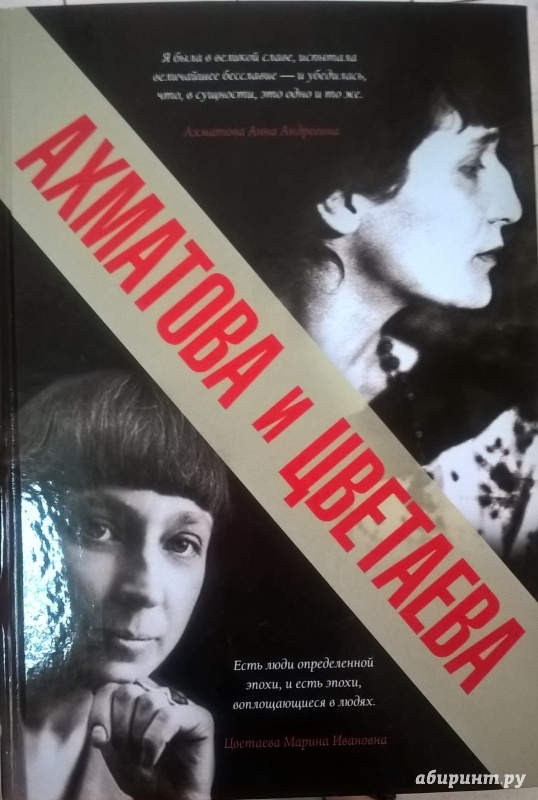 Я была в великой славе, испытала
величайшее бесславие — и убедилась,
что, в сущности, это одно и то же.
Ахматова Анна Андреевна
АХМАТОВА И ЦВЕТАЕВА
Есть люди определенной
эпохи, и есть эпохи,
воплощающиеся в людях.
Цветаева Марина Ивановна
абиринт.ру